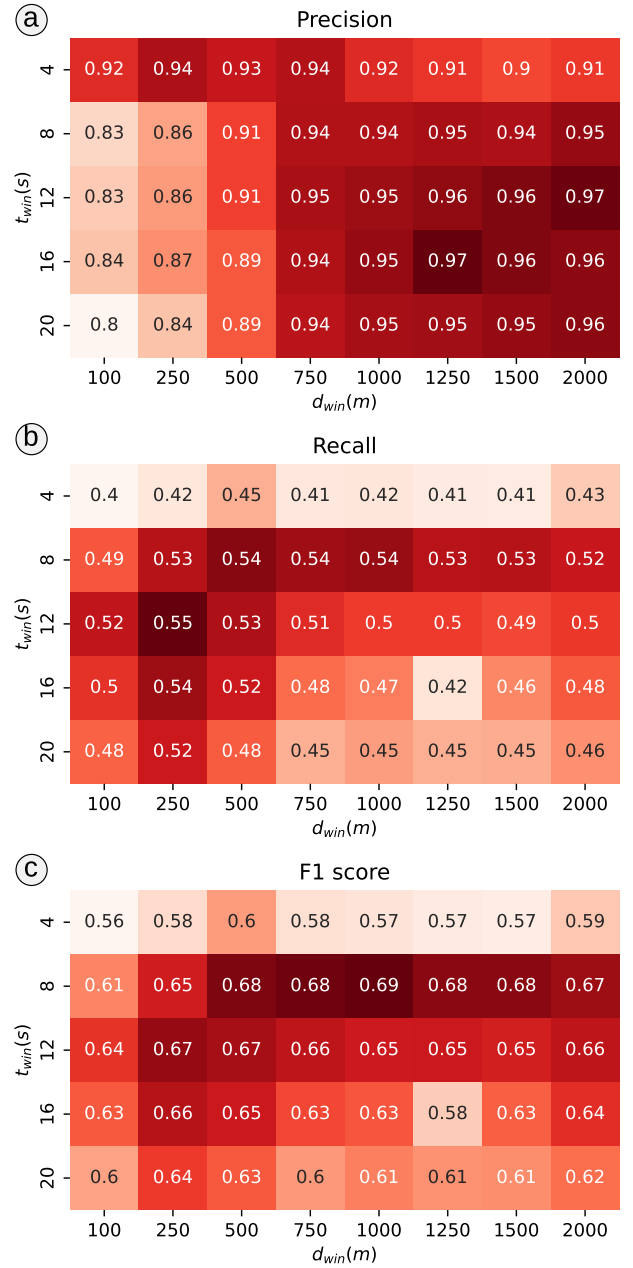 a
Precision
4 0.92 0.94 0.93 0.94 0.92 0.91 0.9 0.91
8 0.83 0.86 0.91 0.94 0.94 0.95 0.94 0.95
12 0.83 0.86 0.91 0.95 0.95 0.96 0.96 0.97
16 0.84 0.87 0.89 0.94 0.95 0.97 0.96 0.96
20 0.8 0.84 0.89 0.94 0.95 0.95 0.95 0.96
t_win(s)
100 250 500 750 1000 1250 1500 2000
d_win(m)
b
Recall
4 0.4 0.42 0.45 0.41 0.42 0.41 0.41 0.43
8 0.49 0.53 0.54 0.54 0.54 0.53 0.53 0.52
12 0.52 0.55 0.53 0.51 0.5 0.5 0.49 0.5
16 0.5 0.54 0.52 0.48 0.47 0.42 0.46 0.48
20 0.48 0.52 0.48 0.45 0.45 0.45 0.45 0.46
t_win(s)
100 250 500 750 1000 1250 1500 2000
d_win(m)
c
F1 score
4 0.56 0.58 0.6 0.58 0.57 0.57 0.57 0.59
8 0.61 0.65 0.68 0.68 0.69 0.68 0.68 0.67
12 0.64 0.67 0.67 0.66 0.65 0.65 0.65 0.66
16 0.63 0.66 0.65 0.63 0.63 0.58 0.63 0.64
20 0.6 0.64 0.63 0.6 0.61 0.61 0.61 0.62
t_win(s)
100 250 500 750 1000 1250 1500 2000
d_win(m)